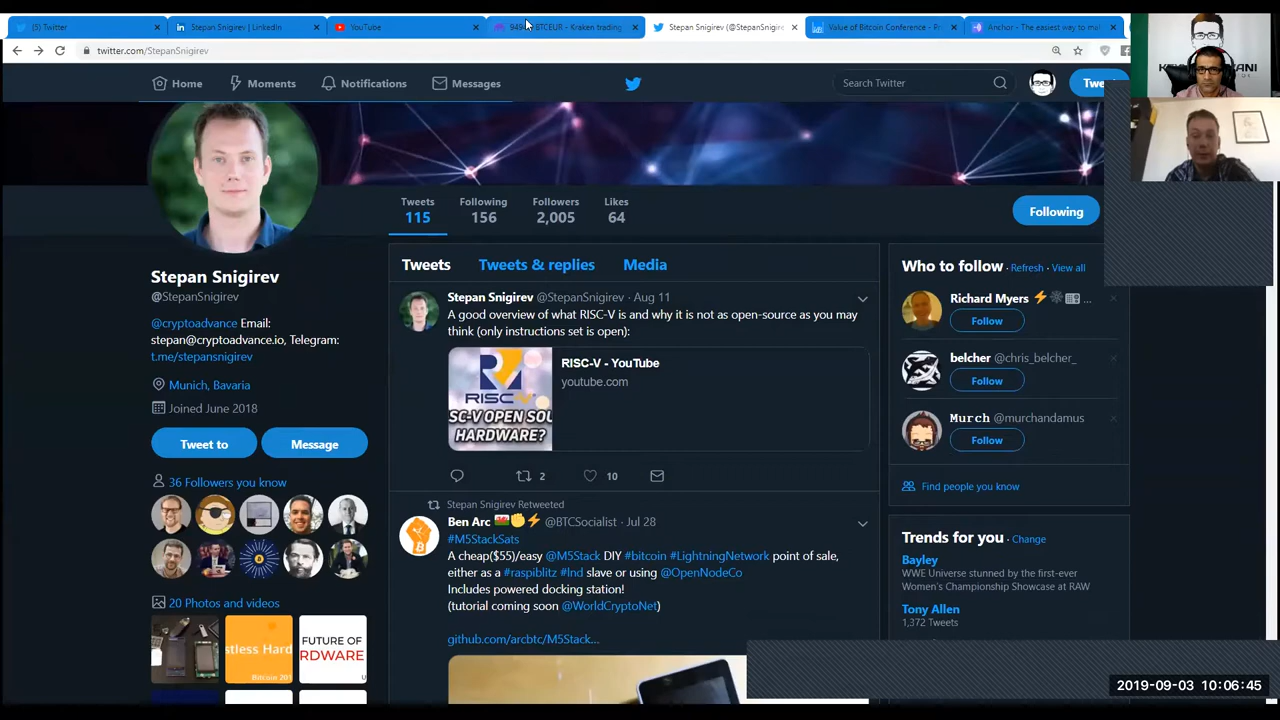 (5) Twitter
Stepan Snigirev | LinkedIn
YouTube
BTCEUR - Kraken trading
Stepan Snigirev (@StepanSnigire
Value of Bitcoin Conference - P
Anchor - The easiest way to ma
twitter.com/StepanSnigirev
Home
Moments
Notifications
Messages
Search Twitter
Twe
Tweets
Following
Followers
Likes
115
156
2,005
64
Following
Stepan Snigirev
@StepanSnigirev
@cryptoadvance Email:
stepan@cryptoadvance.io, Telegram:
t.me/stepansnigirev
Munich, Bavaria
Joined June 2018
Tweet to
Message
36 Followers you know
20 Photos and videos
stless Hard
Bitcoin 201
FUTURE OF
RDWARE
Tweets
Tweets & replies
Media
Stepan Snigirev @StepanSnigirev · Aug 11
A good overview of what RISC-V is and why it is not as open-source as you may
think (only instructions set is open):
RISC-V
SC-V OPEN SOU
HARDWARE?
RISC-V - YouTube
youtube.com
2
10
Stepan Snigirev Retweeted
Ben Arc @BTCSocialist · Jul 28
#M5StackSats
A cheap($55)/easy @M5Stack DIY #bitcoin #LightningNetwork point of sale,
either as a #raspiblitz #lnd slave or using @OpenNodeCo
Includes powered docking station!
(tutorial coming soon @WorldCryptoNet)
github.com/arcbtc/M5Stack...
Who to follow · Refresh · View all
Richard Myers ...
Follow
belcher @chris_belcher_
Follow
Murch @murchandamus
Follow
Find people you know
Trends for you · Change
Bayley
WWE Universe stunned by the first-ever
Women's Championship Showcase at RAW
Tony Allen
1,372 Tweets
2019-09-03 10:06:45